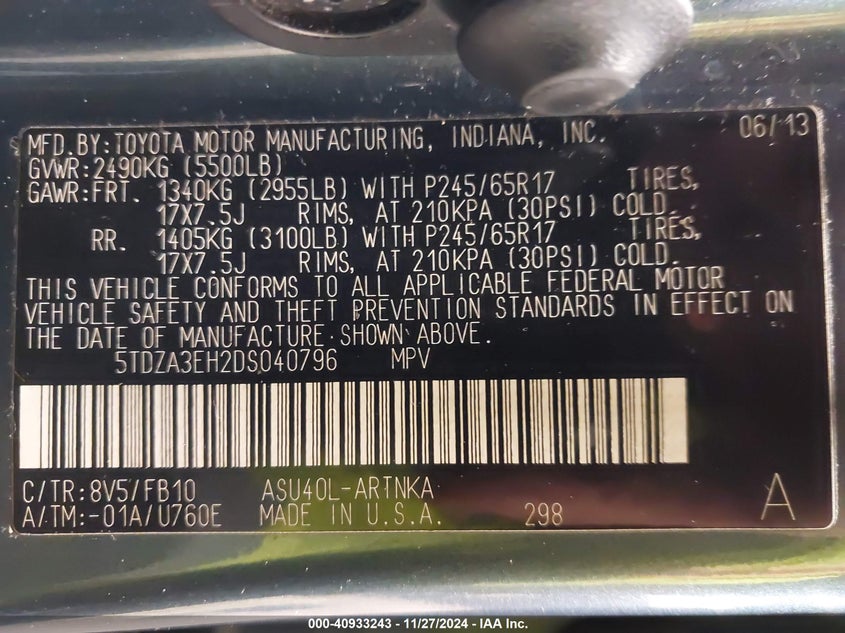 MFD.BY:TOYOTA MOTOR MANUFACTURING, INDIANA, INC. 06/13
GVWR:2490KG (5500LB)
GAWR:FRT. 1340KG (2955LB) WITH P245/65R17 TIRES,
17X7.5J RIMS, AT 210KPA (30PSI) COLD.
RR. 1405KG (3100LB) WITH P245/65R17 TIRES,
17X7.5J RIMS, AT 210KPA (30PSI) COLD.
THIS VEHICLE CONFORMS TO ALL APPLICABLE FEDERAL MOTOR
VEHICLE SAFETY AND THEFT PREVENTION STANDARDS IN EFFECT ON
THE DATE OF MANUFACTURE SHOWN ABOVE.
5TDZA3EH2DS040796 MPV
C/TR:8V5/FB10 ASU40L-ARTNKA
A/TM:-01A/U760E MADE IN U.S.A. 298 A
000-40933243 - 11/27/2024 - IAA Inc.